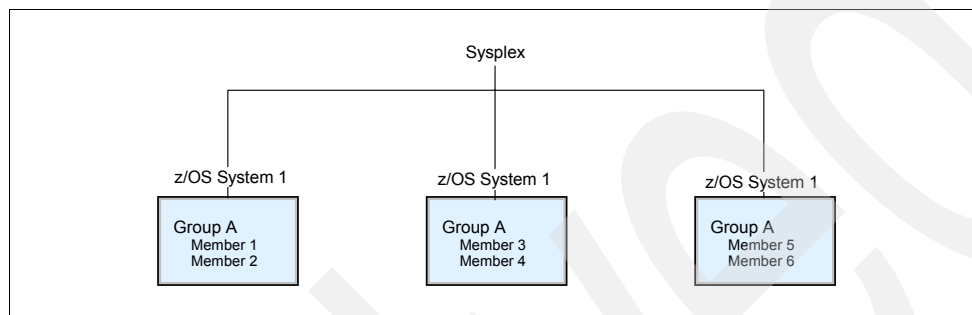 Sysplex
z/OS System 1
z/OS System 1
z/OS System 1
Group A
Member 1
Member 2
Group A
Member 3
Member 4
Group A
Member 5
Member 6